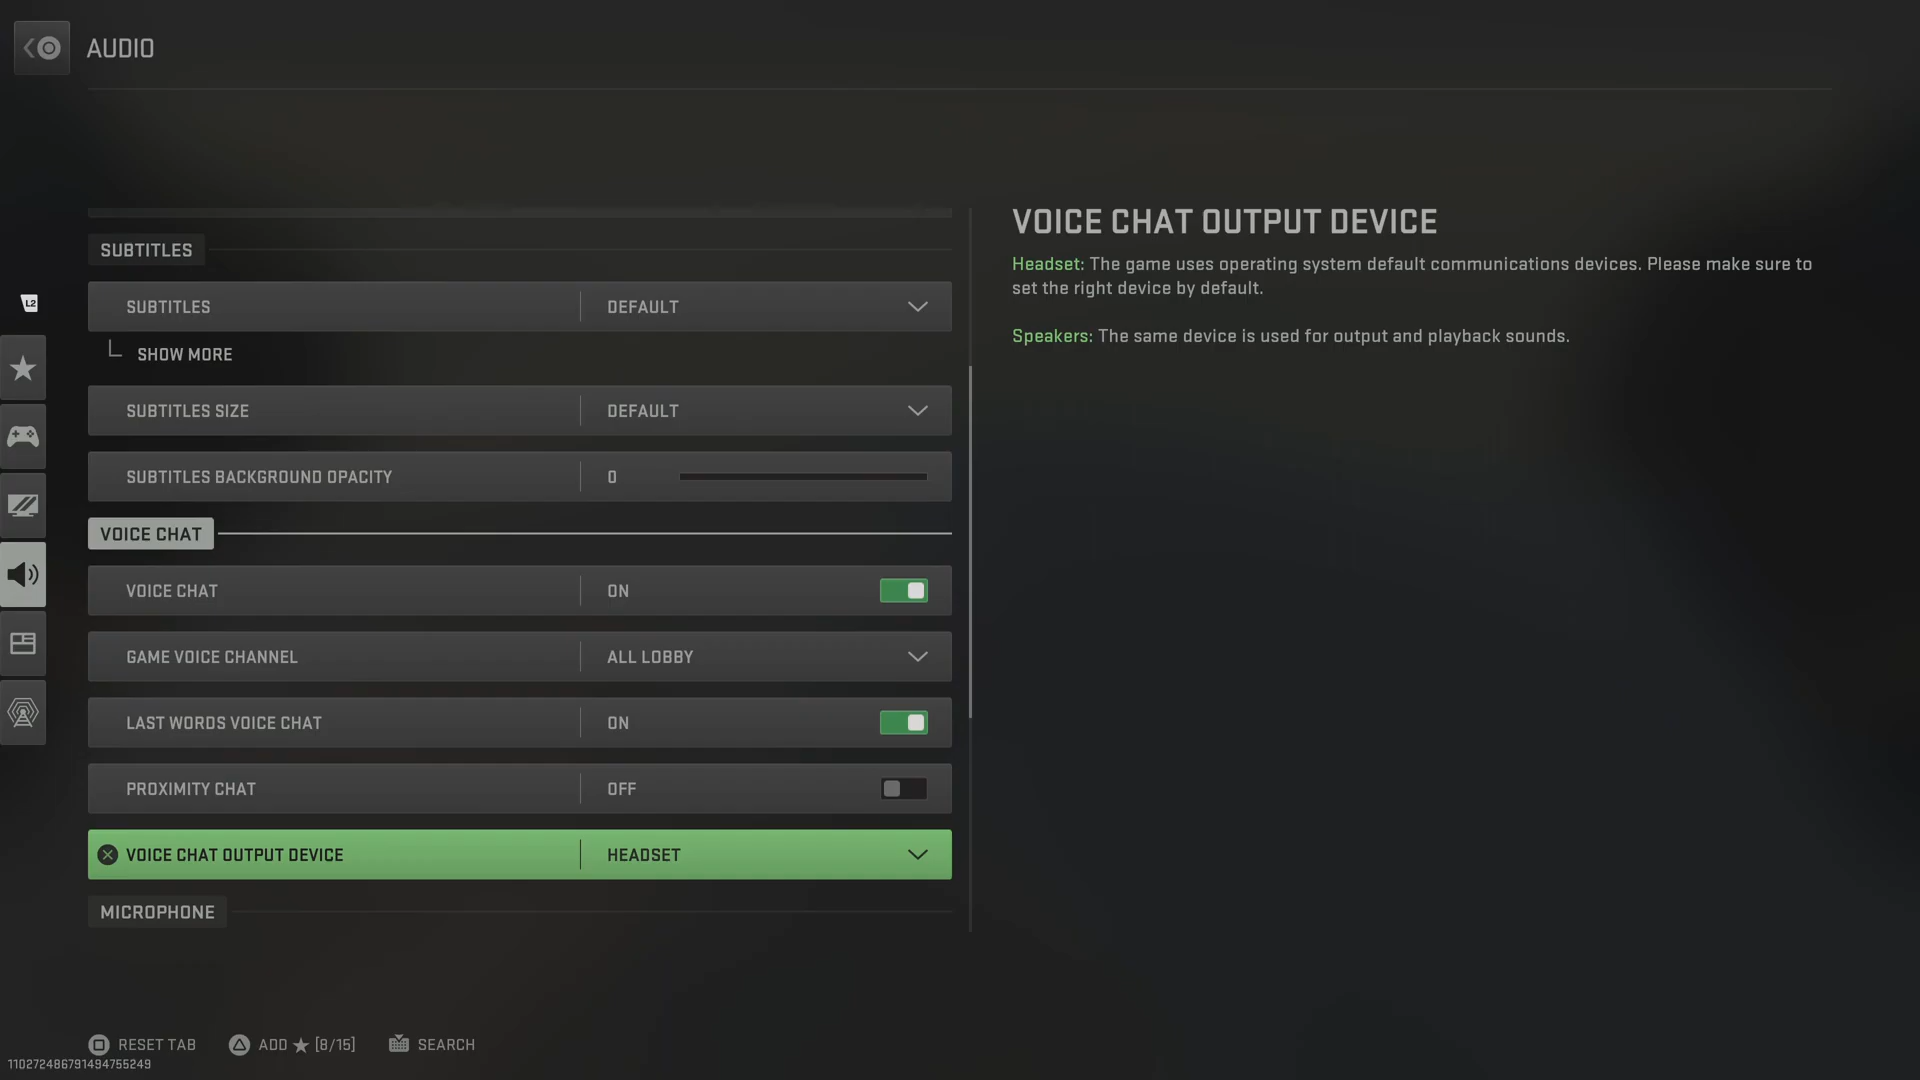 AUDIO
SUBTITLES
L2
SUBTITLES DEFAULT
SHOW MORE
SUBTITLES SIZE DEFAULT
SUBTITLES BACKGROUND OPACITY 0
VOICE CHAT
VOICE CHAT ON
GAME VOICE CHANNEL ALL LOBBY
LAST WORDS VOICE CHAT ON
PROXIMITY CHAT OFF
VOICE CHAT OUTPUT DEVICE HEADSET
MICROPHONE
VOICE CHAT OUTPUT DEVICE
Headset: The game uses operating system default communications devices. Please make sure to
set the right device by default.
Speakers: The same device is used for output and playback sounds.
RESET TAB ADD ★ [8/15] SEARCH
110272486791494755249